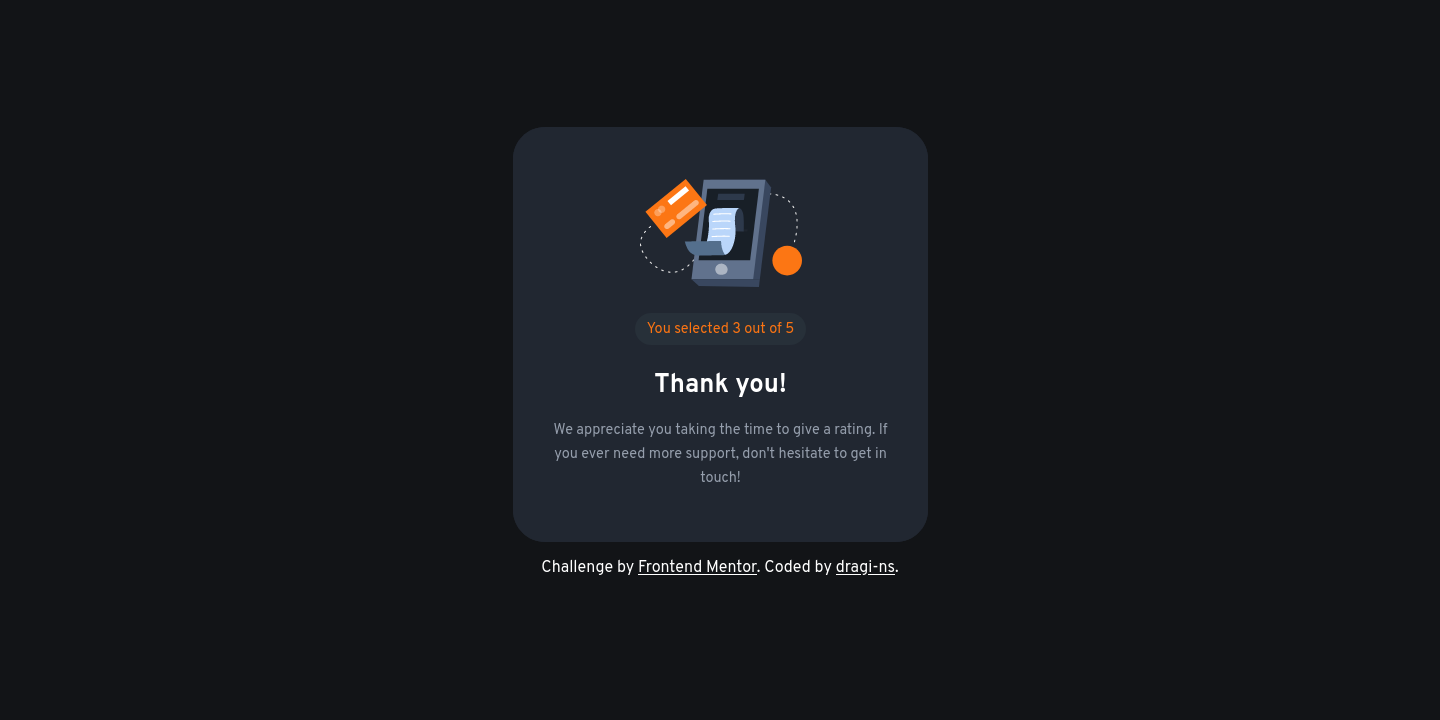 You selected 3 out of 5
Thank you!
We appreciate you taking the time to give a rating. If
you ever need more support, don't hesitate to get in
touch!
Challenge by Frontend Mentor. Coded by dragi-ns.